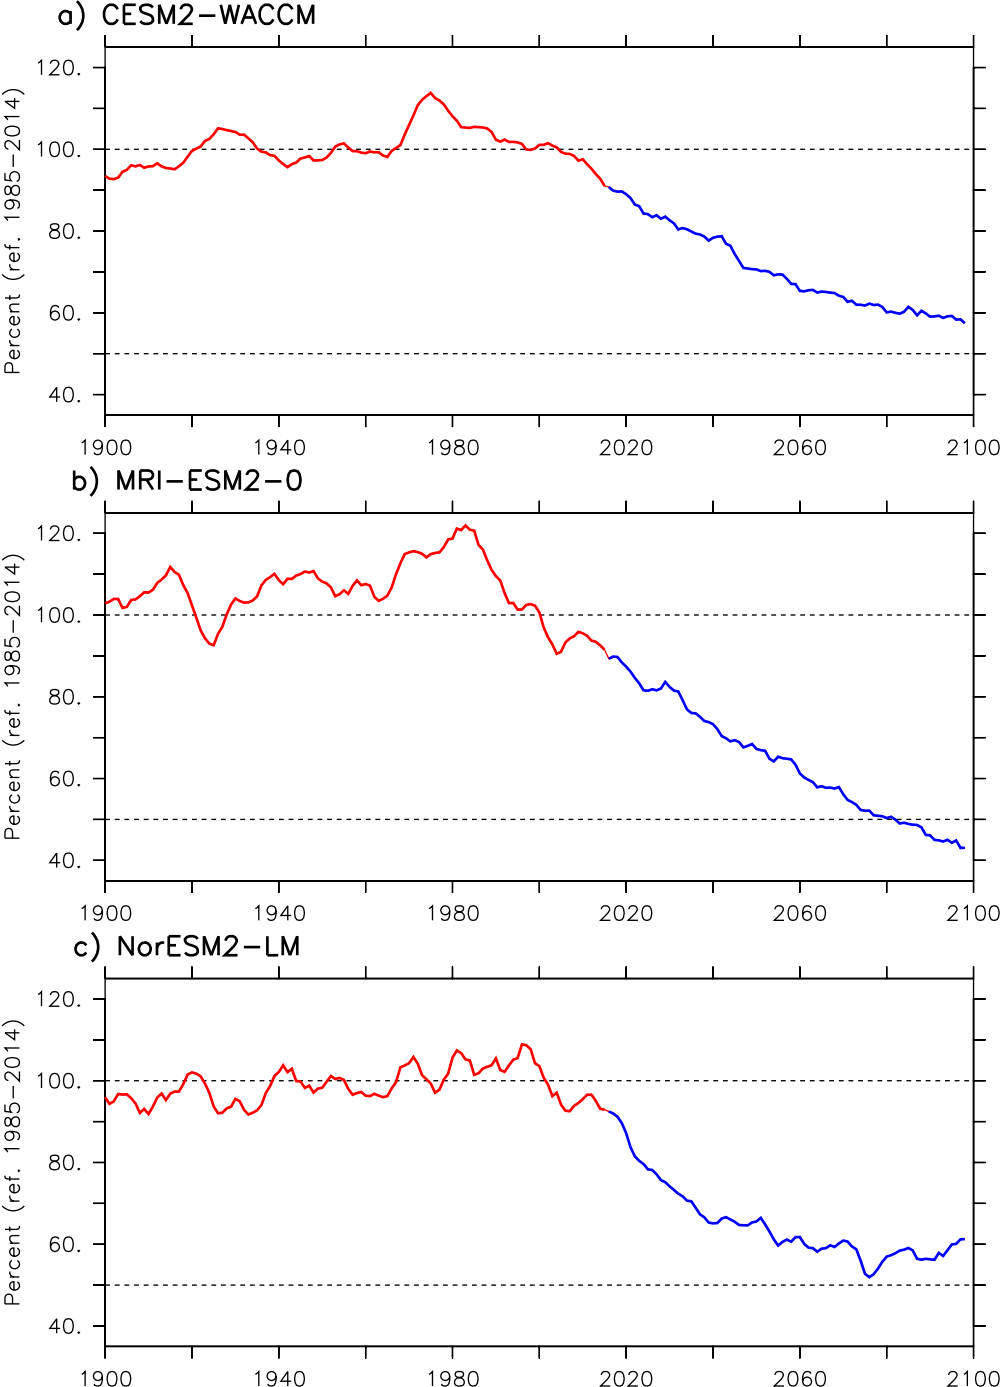 a) CESM2-WACCM
Percent (ref. 1985-2014)
120.
100.
80.
60.
40.
1900 1940 1980 2020 2060 2100
b) MRI-ESM2-0
Percent (ref. 1985-2014)
120.
100.
80.
60.
40.
1900 1940 1980 2020 2060 2100
c) NorESM2-LM
Percent (ref. 1985-2014)
120.
100.
80.
60.
40.
1900 1940 1980 2020 2060 2100